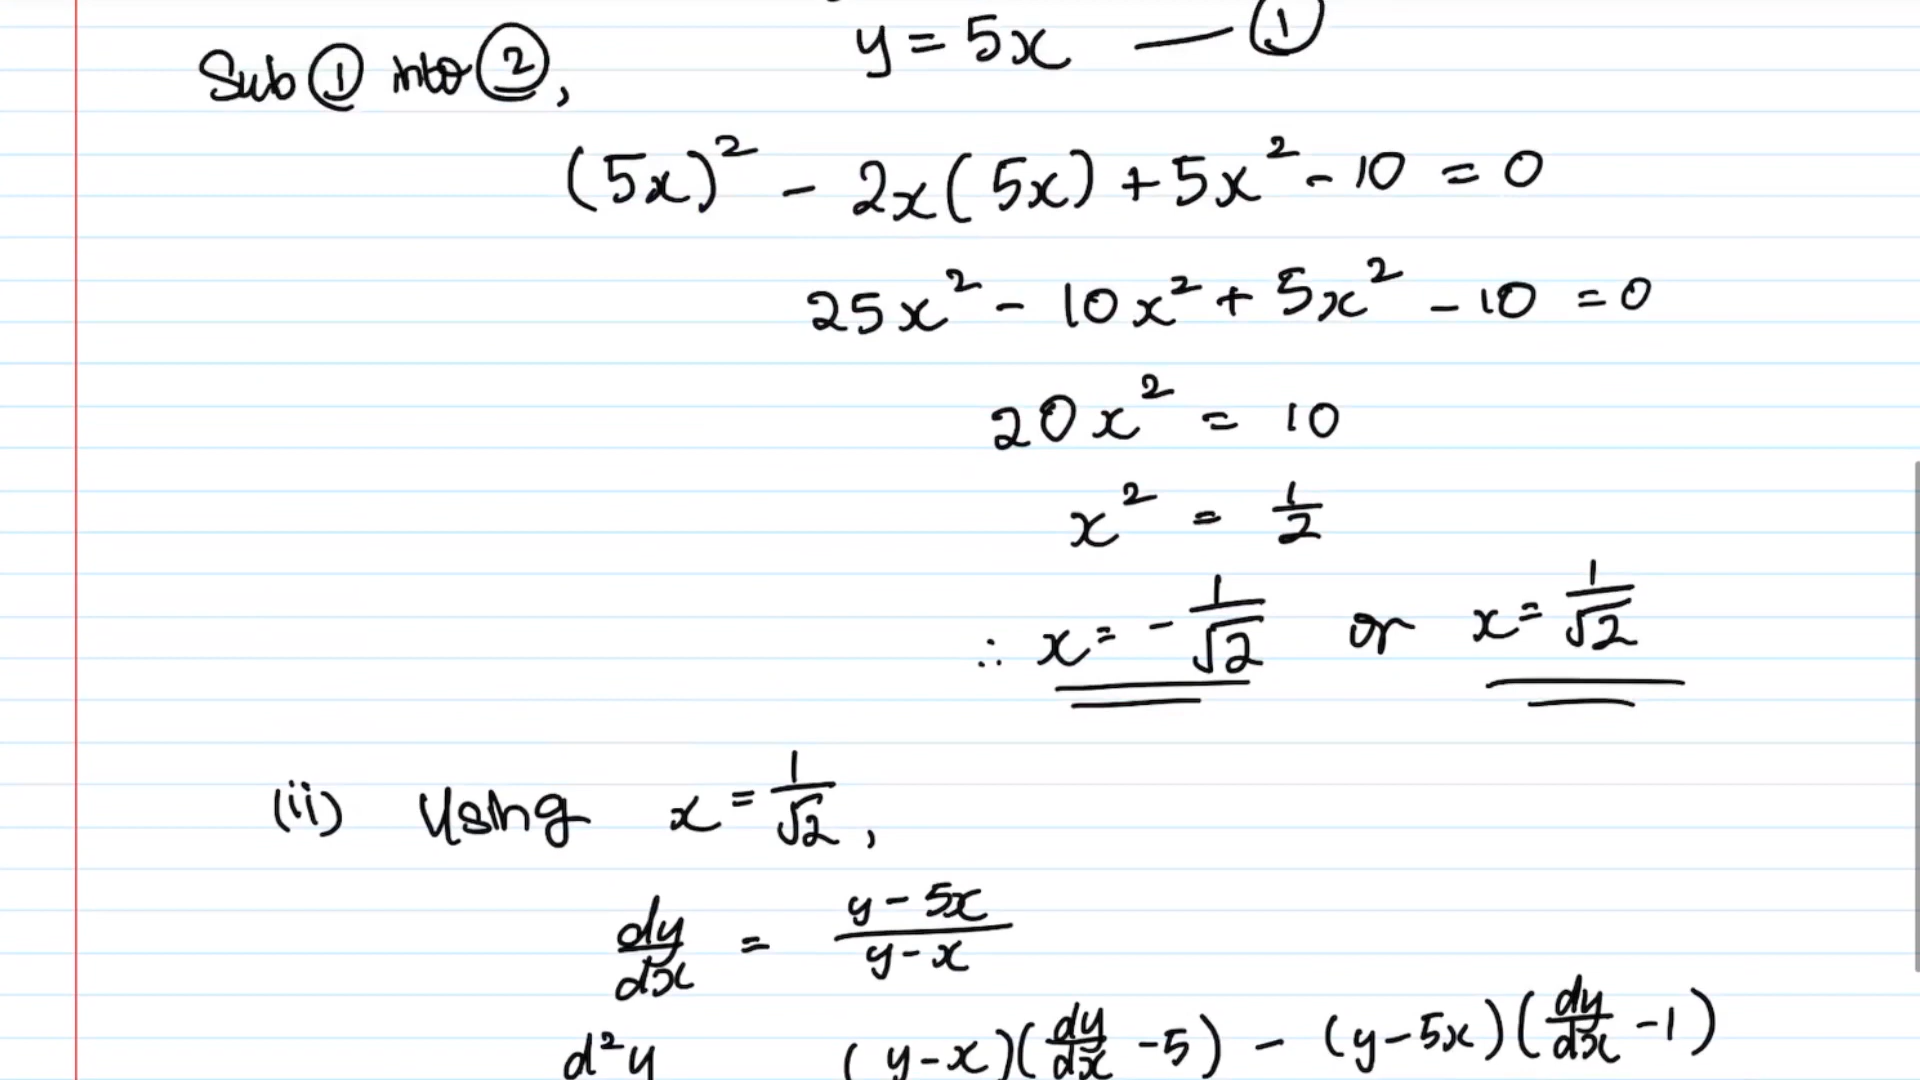 y = 5x — ①
Sub ① into ②,
(5x)² - 2x(5x) + 5x² - 10 = 0
25x² - 10x² + 5x² - 10 = 0
20x² = 10
x² = 1/2
∴ x = - 1/√2 or x = 1/√2
(ii) Using x = 1/√2,
dy/dx = (y - 5x)/(y - x)
d²y (y-x)(dy/dx - 5) - (y-5x)(dy/dx - 1)